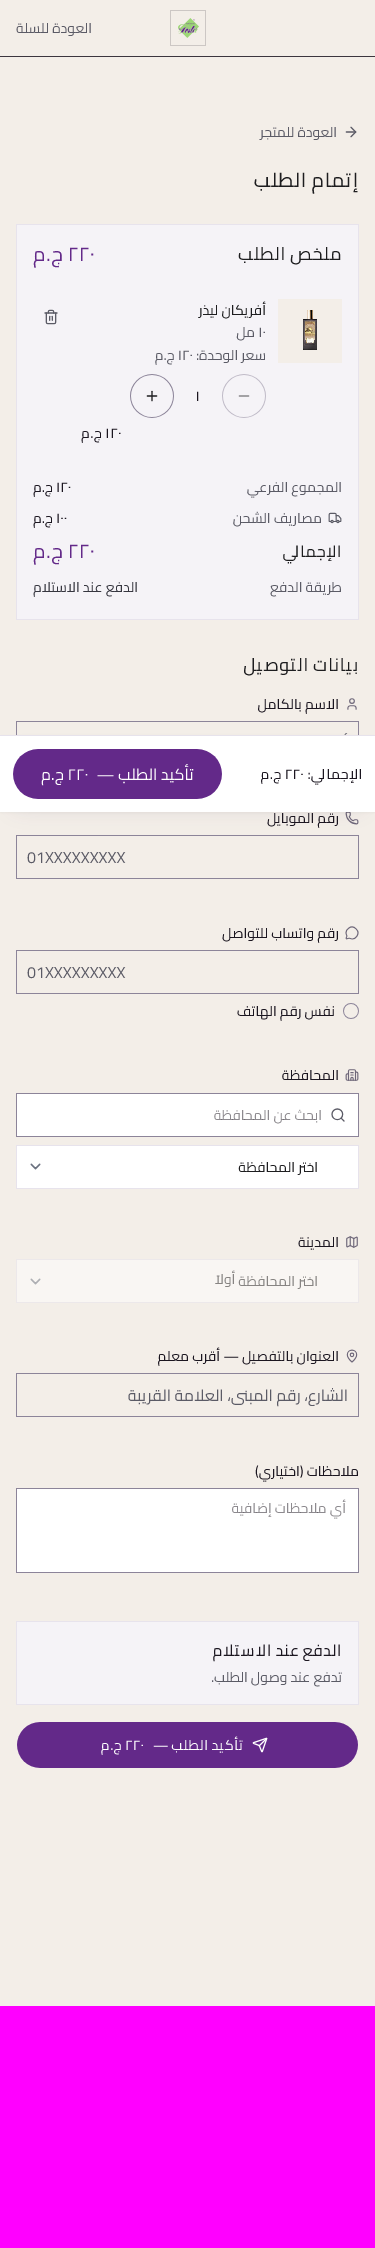 العودة للسلة
العودة للمتجر
إتمام الطلب
ملخص الطلب
٢٢٠ ج.م
أفريكان ليذر
١٠ مل
سعر الوحدة: ١٢٠ ج.م
١
١٢٠ ج.م
المجموع الفرعي
١٢٠ ج.م
مصاريف الشحن
١٠٠ ج.م
الإجمالي
٢٢٠ ج.م
طريقة الدفع
الدفع عند الاستلام
بيانات التوصيل
الاسم بالكامل
الإجمالي: ٢٢٠ ج.م
تأكيد الطلب — ٢٢٠ ج.م
رقم الموبايل
01XXXXXXXXX
رقم واتساب للتواصل
01XXXXXXXXX
نفس رقم الهاتف
المحافظة
ابحث عن المحافظة
اختر المحافظة
المدينة
اختر المحافظة أولا
العنوان بالتفصيل — أقرب معلم
الشارع، رقم المبنى، العلامة القريبة
ملاحظات (اختياري)
أي ملاحظات إضافية
الدفع عند الاستلام
تدفع عند وصول الطلب.
تأكيد الطلب — ٢٢٠ ج.م